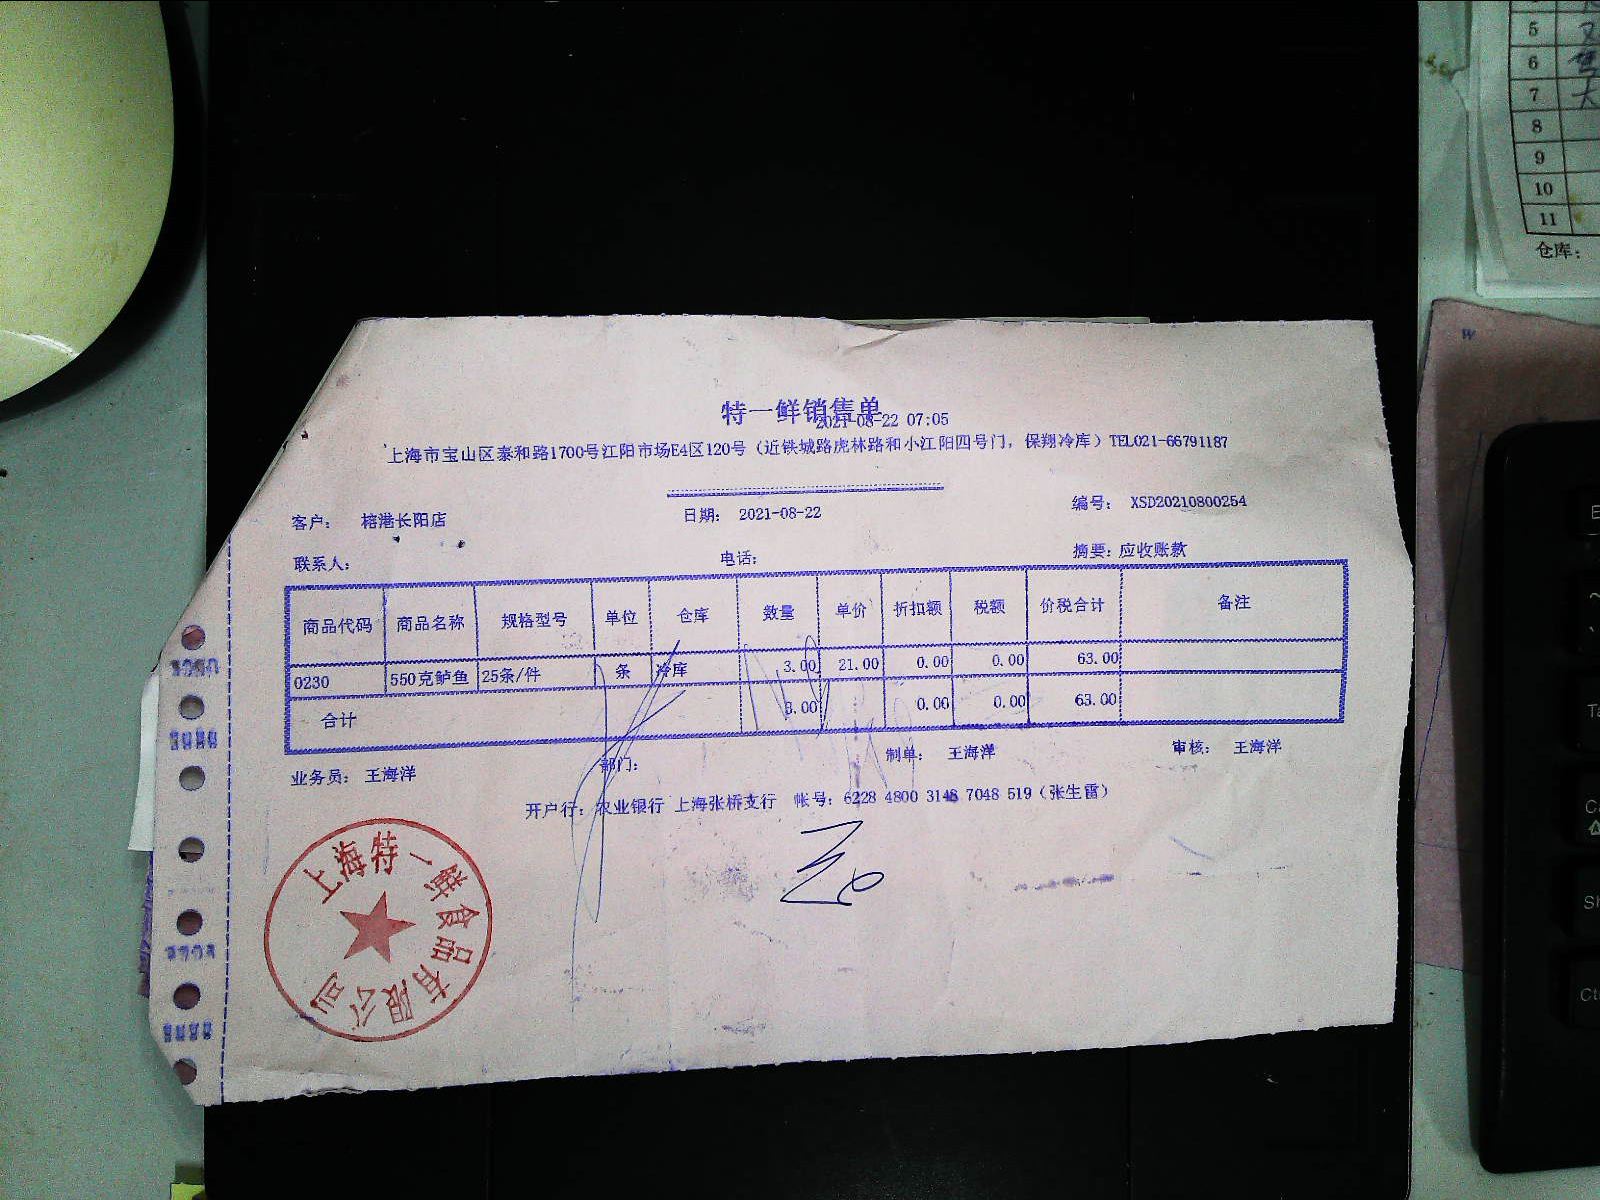 特一鲜销售单
2021-08-22 07:05
上海市宝山区泰和路1700号江阳市场E4区120号（近铁城路虎林路和小江阳四号门，保翔冷库）TEL021-66791187
客户： 榕港长阳店 日期： 2021-08-22 编号： XSD20210800254
联系人： 电话： 摘要：应收账款
商品代码 商品名称 规格型号 单位 仓库 数量 单价 折扣额 税额 价税合计 备注
0230 550克鲈鱼 25条/件 条 冷库 3.00 21.00 0.00 0.00 63.00
合计 3.00 0.00 0.00 63.00
业务员： 王海洋 部门： 制单： 王海洋 审核： 王海洋
开户行：农业银行 上海张桥支行 帐号：6228 4800 3148 7048 519（张生雷）
上海特一鲜食品有限公司
5
6
7
8
9
10
11
仓库：